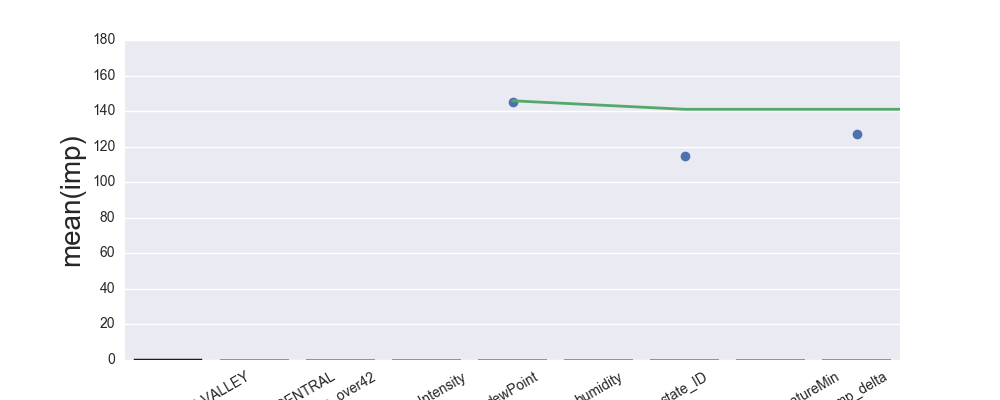 180
160
140
120
100
80
60
40
20
0
mean(imp)
VALLEY
CENTRAL
_over42
Intensity
dewPoint
humidity
state_ID
atureMin
mp_delta